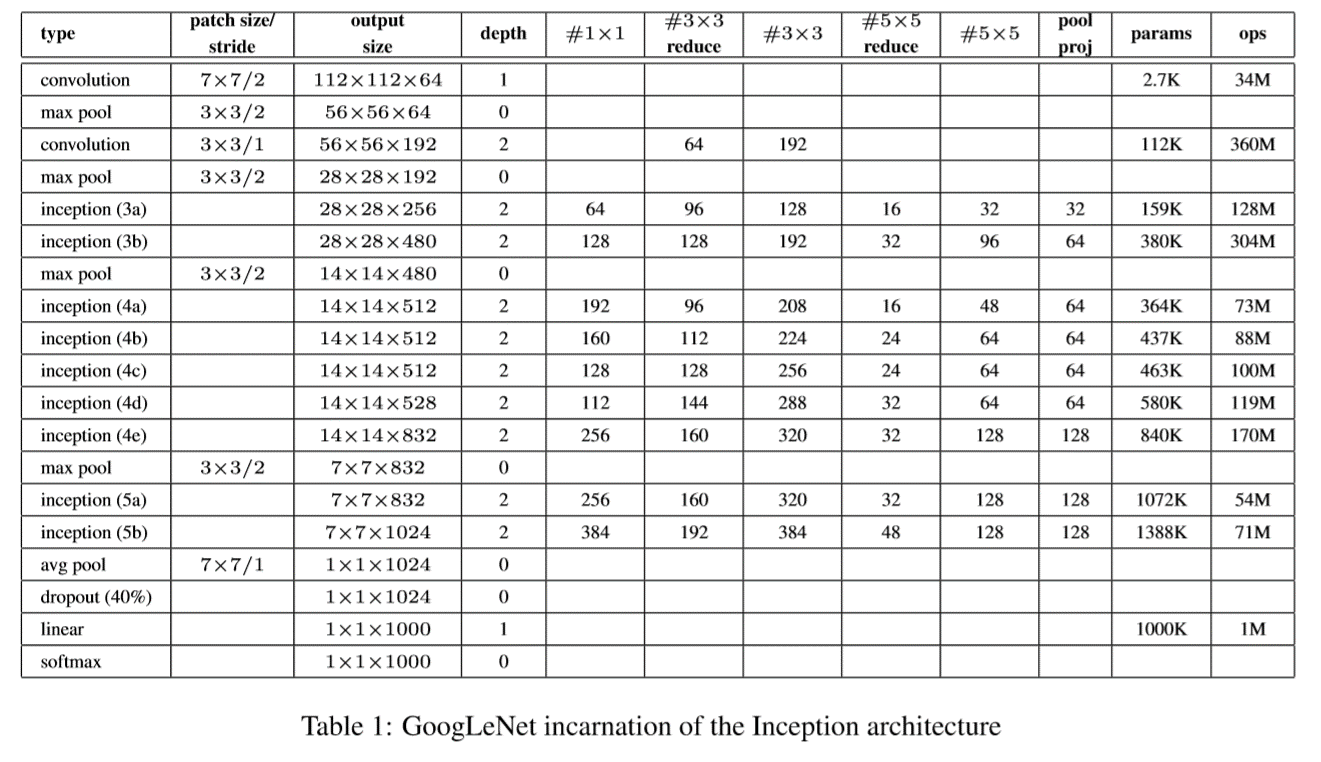 type patch size/ stride output size depth #1×1 #3×3 reduce #3×3 #5×5 reduce #5×5 pool proj params ops
convolution 7×7/2 112×112×64 1 2.7K 34M
max pool 3×3/2 56×56×64 0
convolution 3×3/1 56×56×192 2 64 192 112K 360M
max pool 3×3/2 28×28×192 0
inception (3a) 28×28×256 2 64 96 128 16 32 32 159K 128M
inception (3b) 28×28×480 2 128 128 192 32 96 64 380K 304M
max pool 3×3/2 14×14×480 0
inception (4a) 14×14×512 2 192 96 208 16 48 64 364K 73M
inception (4b) 14×14×512 2 160 112 224 24 64 64 437K 88M
inception (4c) 14×14×512 2 128 128 256 24 64 64 463K 100M
inception (4d) 14×14×528 2 112 144 288 32 64 64 580K 119M
inception (4e) 14×14×832 2 256 160 320 32 128 128 840K 170M
max pool 3×3/2 7×7×832 0
inception (5a) 7×7×832 2 256 160 320 32 128 128 1072K 54M
inception (5b) 7×7×1024 2 384 192 384 48 128 128 1388K 71M
avg pool 7×7/1 1×1×1024 0
dropout (40%) 1×1×1024 0
linear 1×1×1000 1 1000K 1M
softmax 1×1×1000 0
Table 1: GoogLeNet incarnation of the Inception architecture